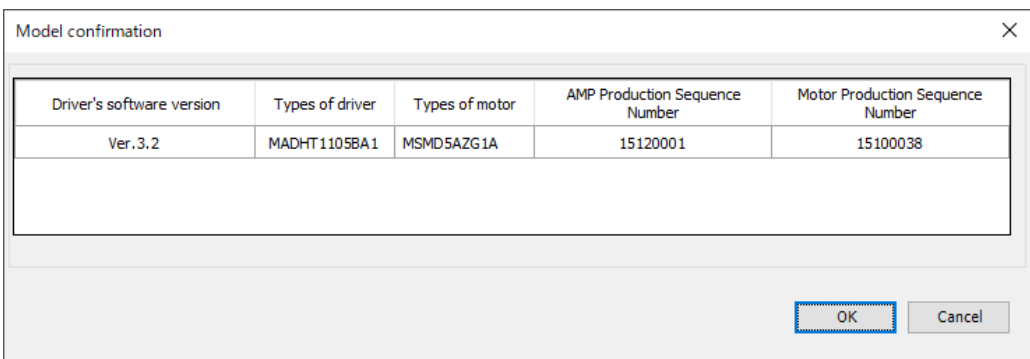 Model confirmation
Driver's software version Types of driver Types of motor AMP Production Sequence Number Motor Production Sequence Number
Ver.3.2 MADHT1105BA1 MSMD5AZG1A 15120001 15100038
OK Cancel